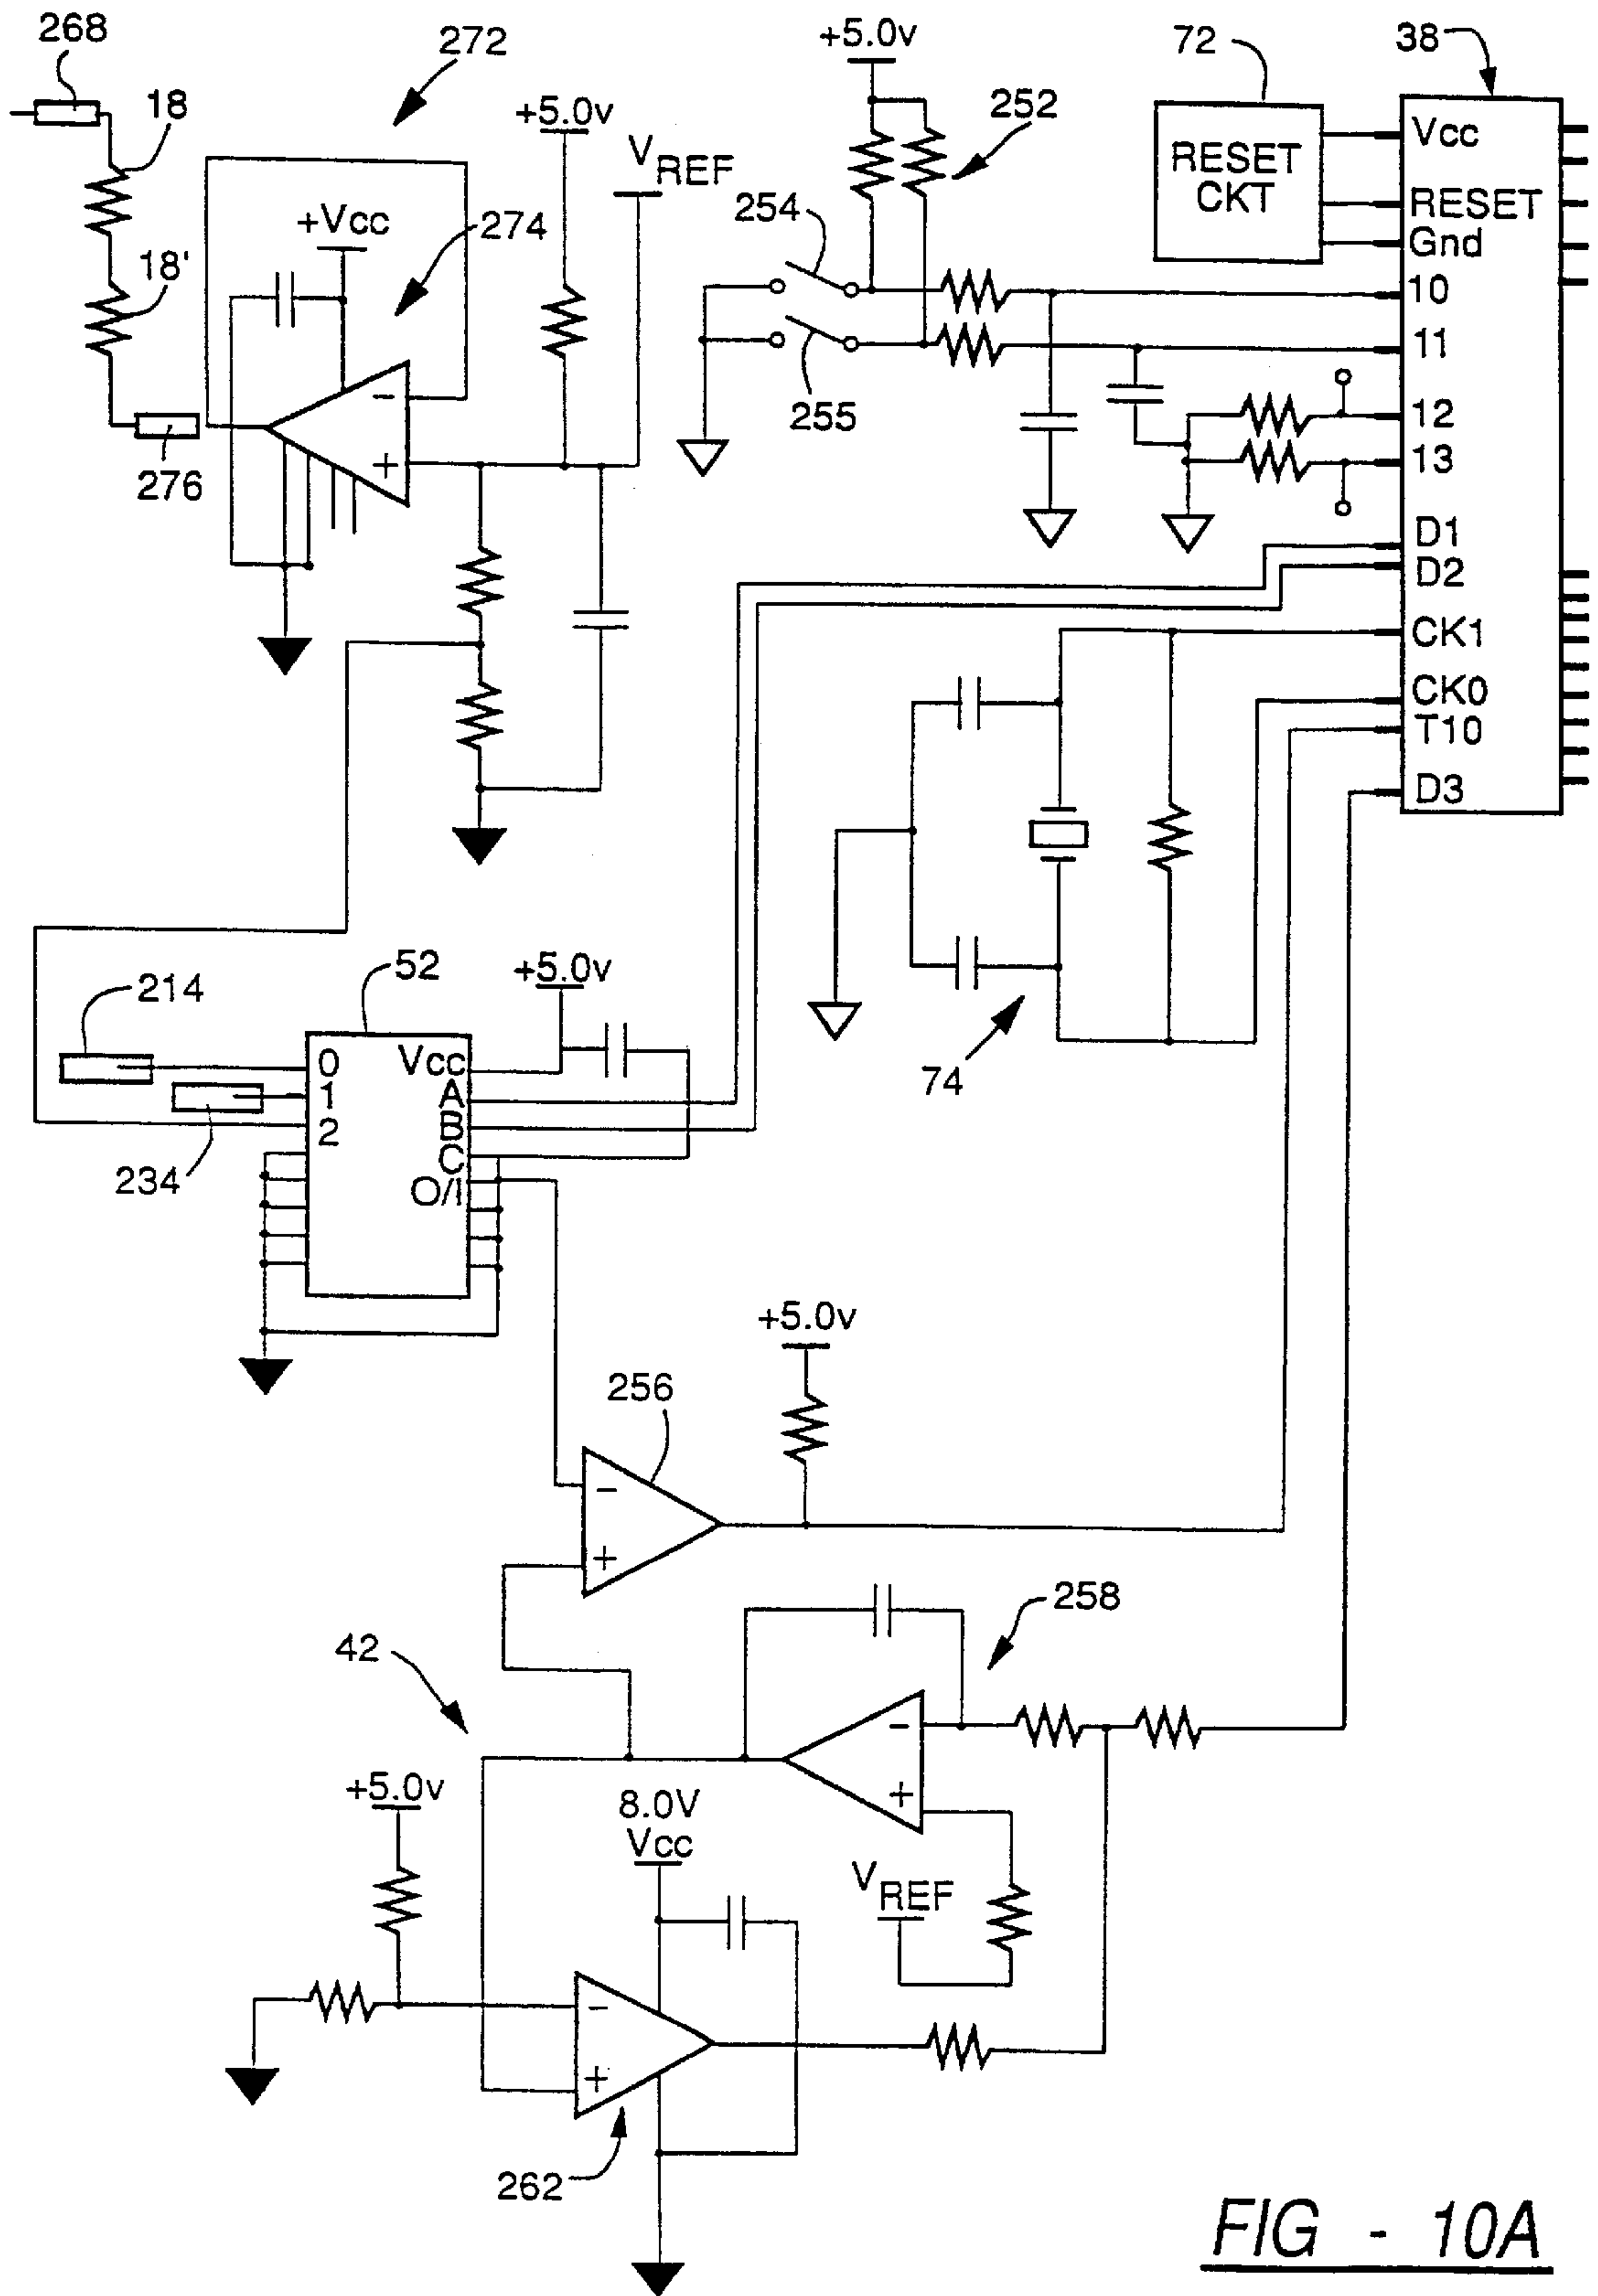 268
272
+5.0v
72
38
18
+5.0v
VREF
252
RESET
CKT
Vcc
RESET
Gnd
10
11
12
13
D1
D2
CK1
CK0
T10
D3
254
255
+Vcc
274
18'
-
+
276
52
+5.0v
214
0
1
2
Vcc
A
B
C
O/I
234
74
+5.0v
256
-
+
258
42
-
+
+5.0v
8.0V
Vcc
VREF
-
+
262
FIG - 10A